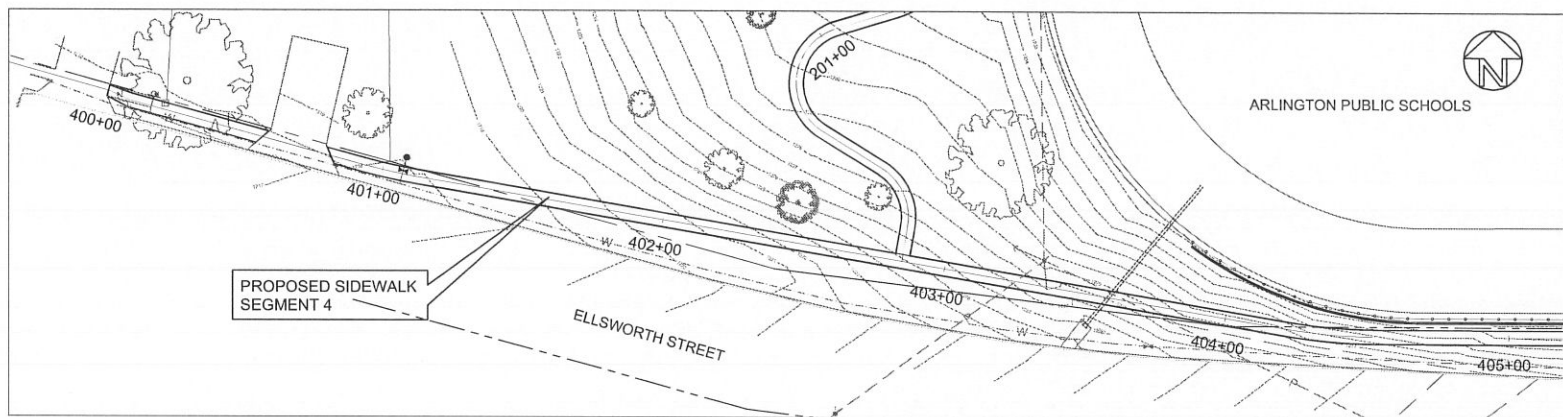 201+00
N
ARLINGTON PUBLIC SCHOOLS
400+00
W
401+00
402+00
W
PROPOSED SIDEWALK
SEGMENT 4
403+00
ELLSWORTH STREET
W
404+00
405+00
P